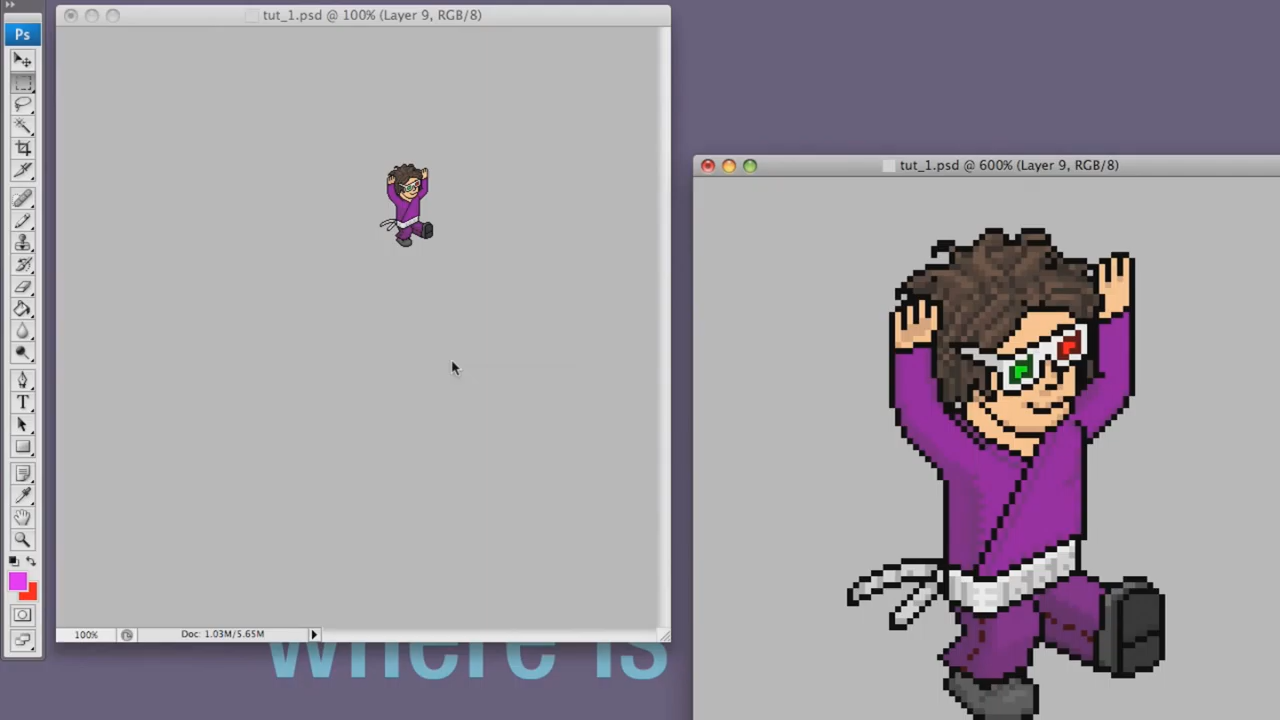 tut_1.psd @ 100% (Layer 9, RGB/8)
Ps
tut_1.psd @ 600% (Layer 9, RGB/8)
T
100%
Doc: 1.03M/5.65M
where is